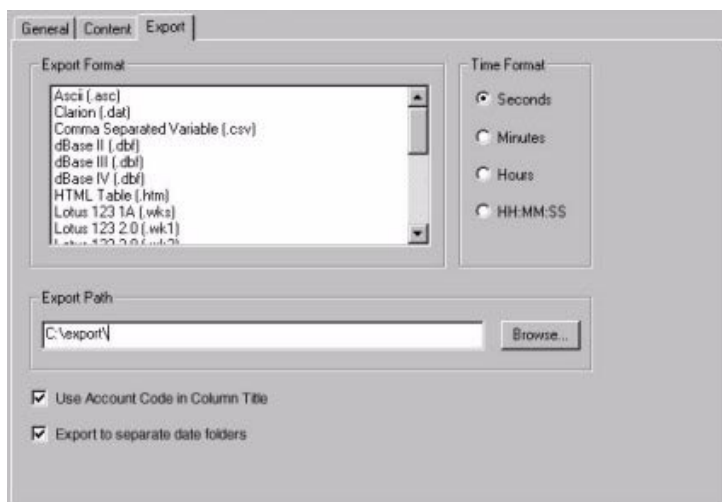 General Content Export
Export Format
Ascii (.asc)
Clarion (.dat)
Comma Separated Variable (.csv)
dBase II (.dbf)
dBase III (.dbf)
dBase IV (.dbf)
HTML Table (.htm)
Lotus 123 1A (.wks)
Lotus 123 2.0 (.wk1)
Time Format
Seconds
Minutes
Hours
HH:MM:SS
Export Path
C:\export\
Browse...
Use Account Code in Column Title
Export to separate date folders